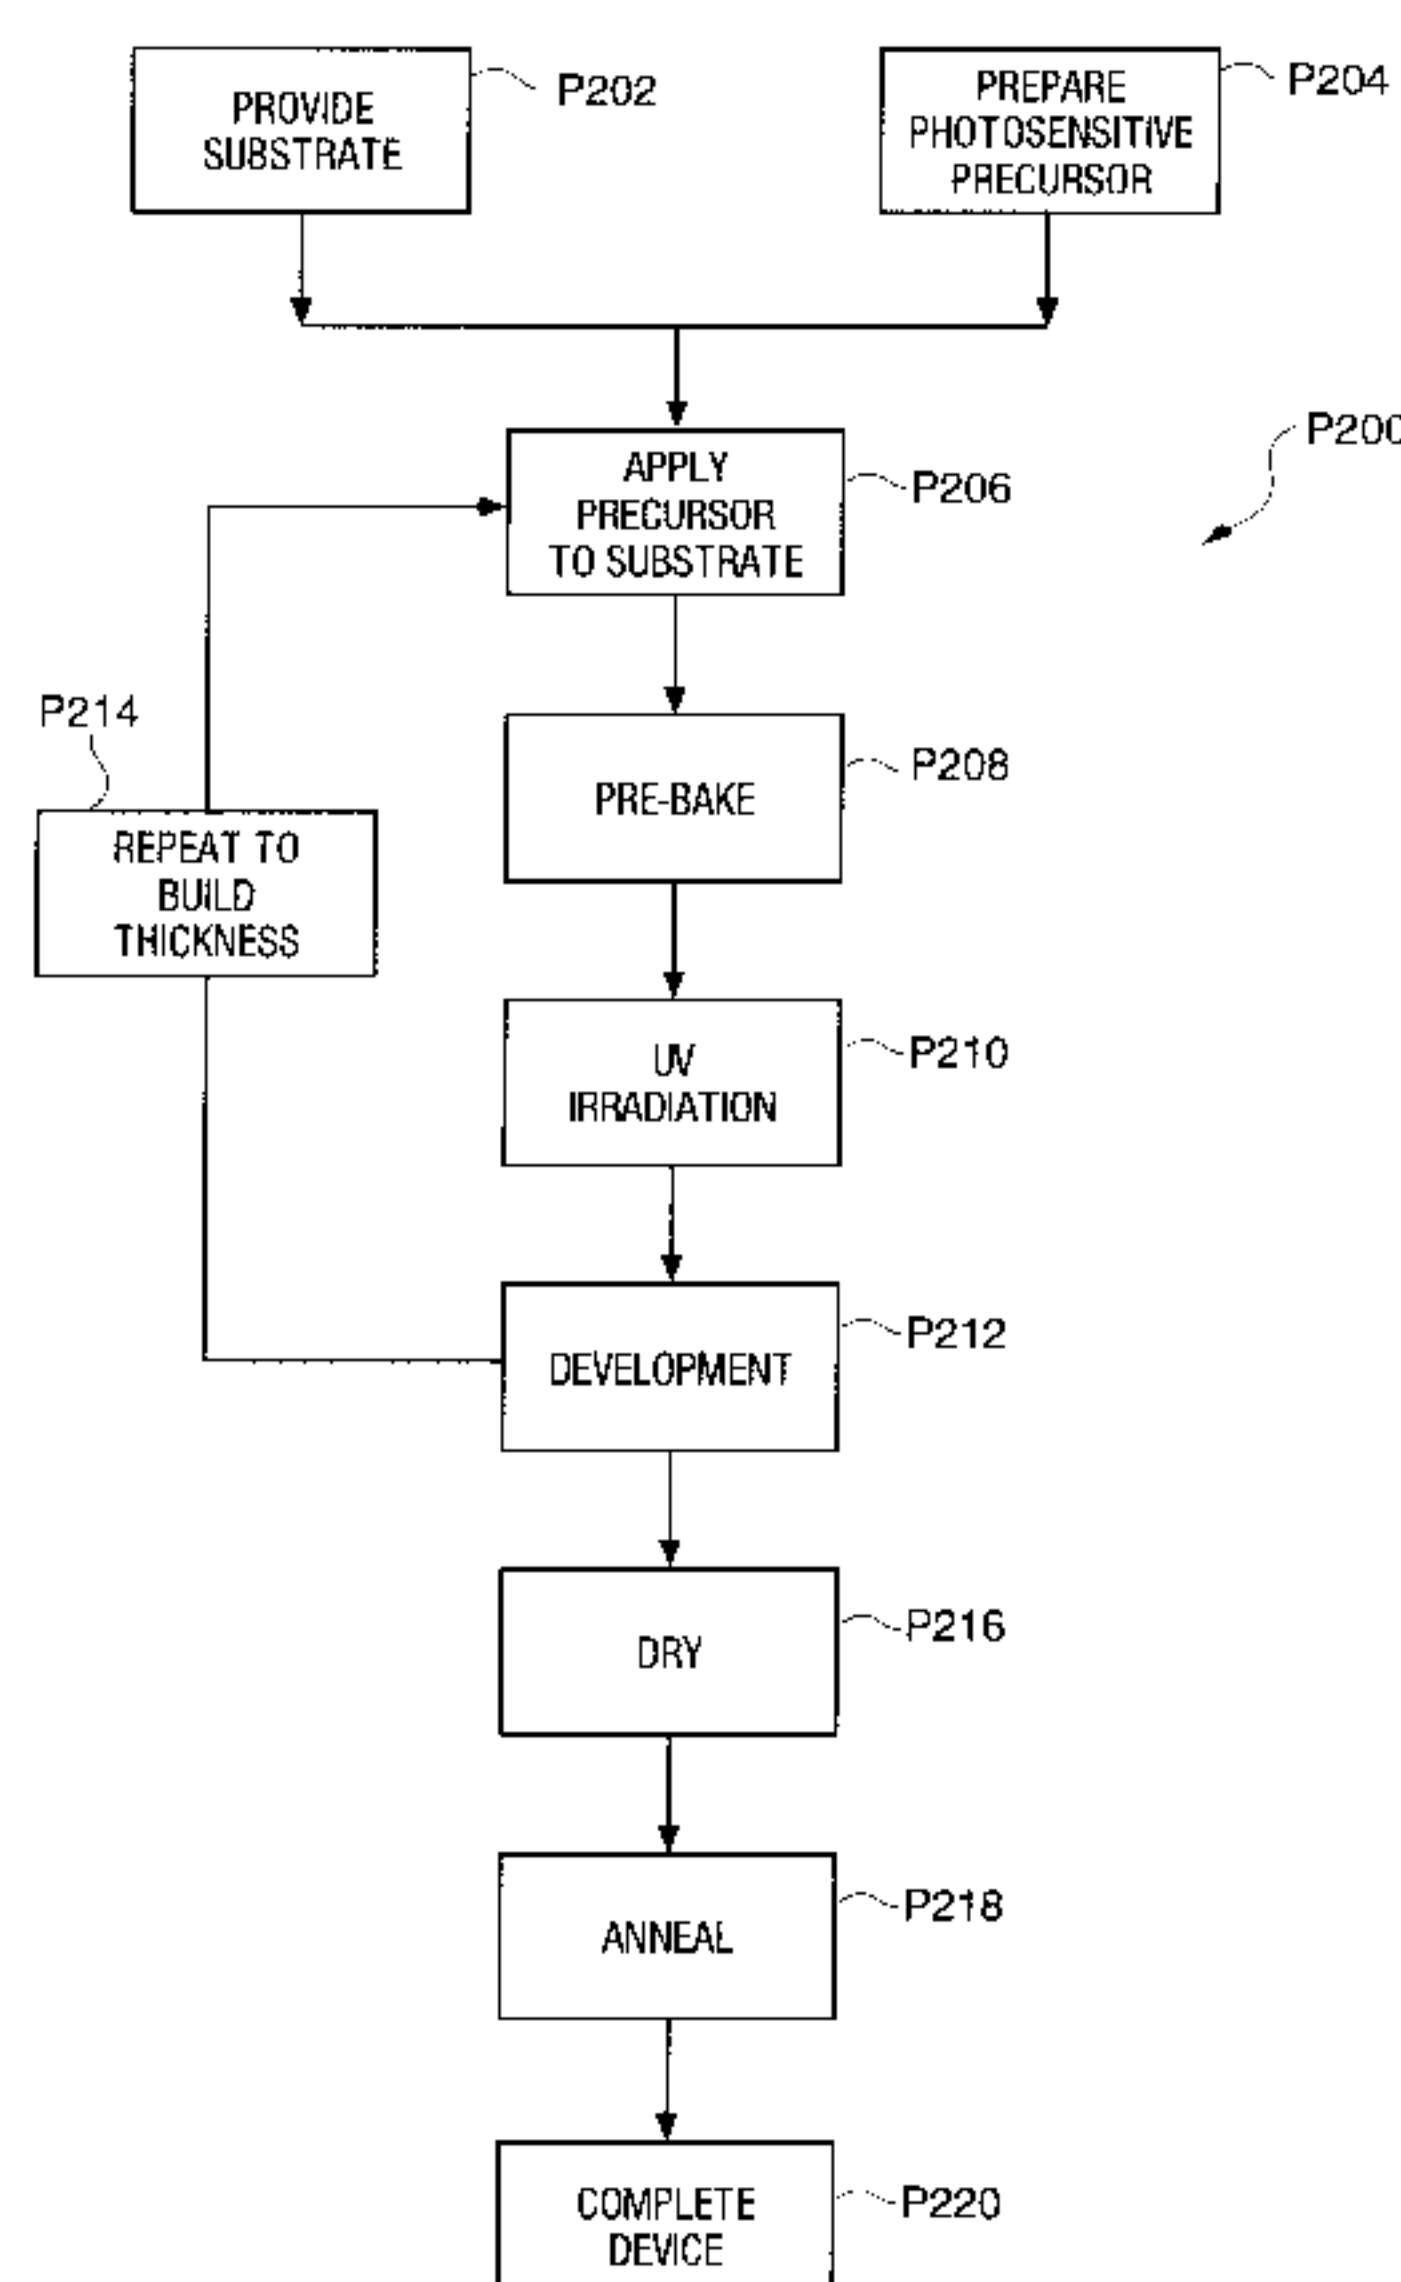 PROVIDE
SUBSTRATE
P202
PREPARE
PHOTOSENSITIVE
PRECURSOR
P204
P200
APPLY
PRECURSOR
TO SUBSTRATE
P206
P214
REPEAT TO
BUILD
THICKNESS
PRE-BAKE
P208
UV
IRRADIATION
P210
DEVELOPMENT
P212
DRY
P216
ANNEAL
P218
COMPLETE
DEVICE
P220